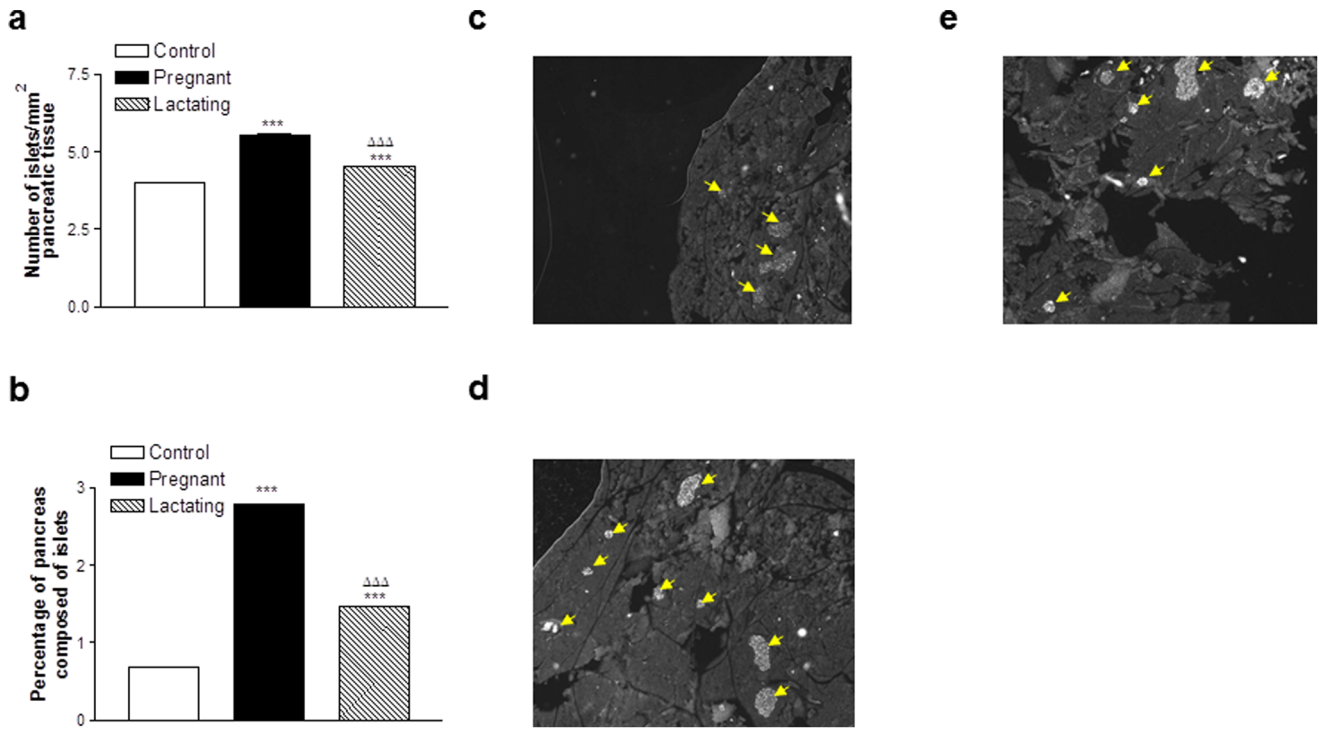 a
Control
Pregnant
Lactating
7.5
5.0
2.5
0.0
Number of islets/mm²
pancreatic tissue
***
ΔΔΔ
***
c
e
b
Control
Pregnant
Lactating
3
2
1
0
Percentage of pancreas
composed of islets
***
ΔΔΔ
***
d